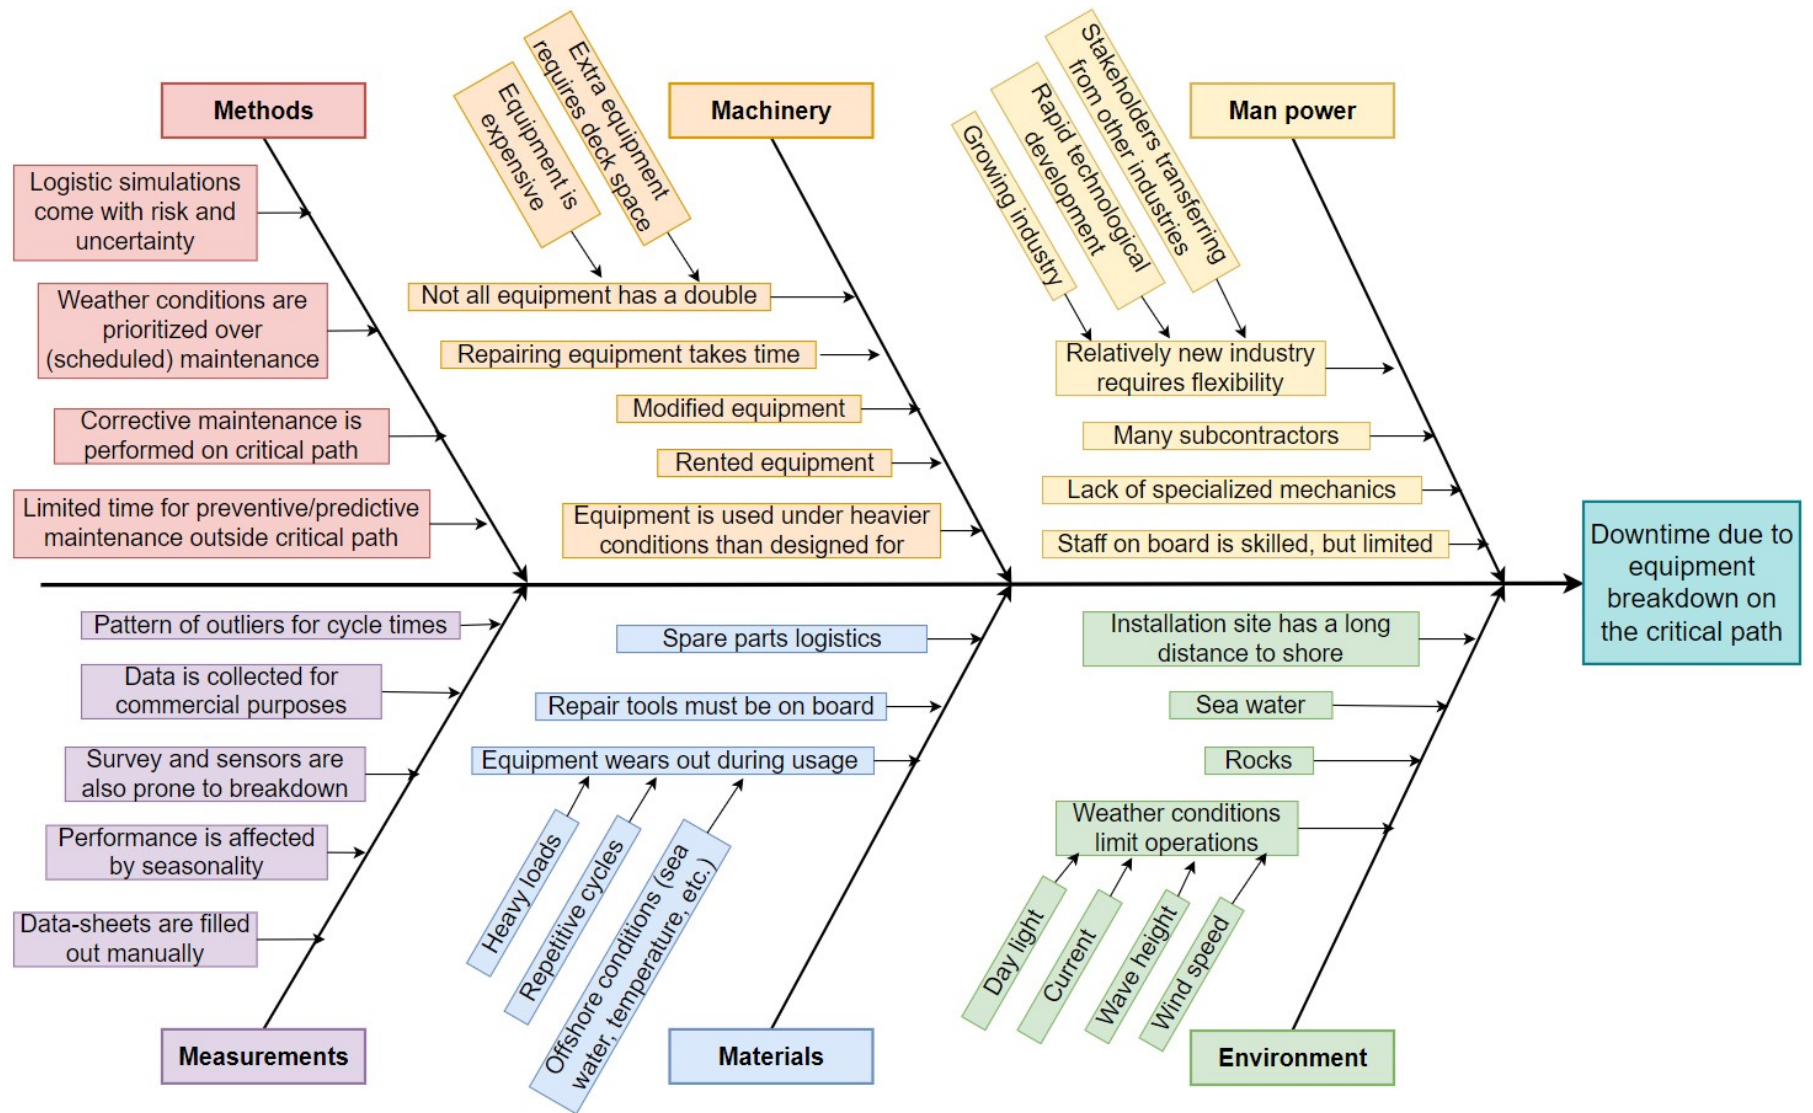 Methods
Machinery
Man power
Equipment is
expensive
Extra equipment
requires deck space
Growing industry
Rapid technological
development
Stakeholders transferring
from other industries
Logistic simulations
come with risk and
uncertainty
Weather conditions are
prioritized over
(scheduled) maintenance
Corrective maintenance is
performed on critical path
Limited time for preventive/predictive
maintenance outside critical path
Not all equipment has a double
Repairing equipment takes time
Modified equipment
Rented equipment
Equipment is used under heavier
conditions than designed for
Relatively new industry
requires flexibility
Many subcontractors
Lack of specialized mechanics
Staff on board is skilled, but limited
Downtime due to
equipment
breakdown on
the critical path
Pattern of outliers for cycle times
Data is collected for
commercial purposes
Survey and sensors are
also prone to breakdown
Performance is affected
by seasonality
Data-sheets are filled
out manually
Spare parts logistics
Repair tools must be on board
Equipment wears out during usage
Heavy loads
Repetitive cycles
Offshore conditions (sea
water, temperature, etc.)
Installation site has a long
distance to shore
Sea water
Rocks
Weather conditions
limit operations
Day light
Current
Wave height
Wind speed
Measurements
Materials
Environment